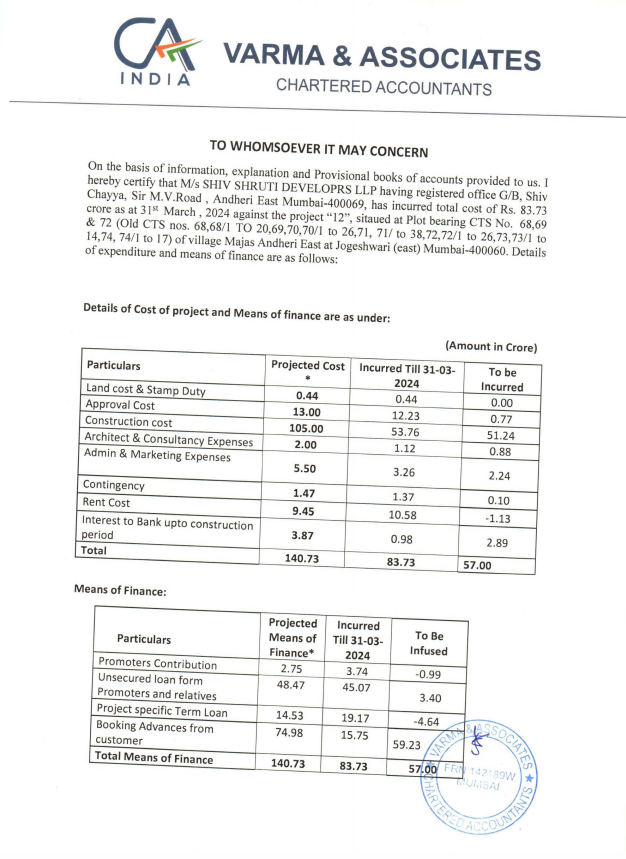 CA
INDIA
VARMA & ASSOCIATES
CHARTERED ACCOUNTANTS
TO WHOMSOEVER IT MAY CONCERN
On the basis of information, explanation and Provisional books of accounts provided to us. I
hereby certify that M/s SHIV SHRUTI DEVELOPRS LLP having registered office G/B, Shiv
Chayya, Sir M.V.Road , Andheri East Mumbai-400069, has incurred total cost of Rs. 83.73
crore as at 31st March , 2024 against the project “12”, sitaued at Plot bearing CTS No. 68,69
& 72 (Old CTS nos. 68,68/1 TO 20,69,70,70/1 to 26,71, 71/ to 38,72,72/1 to 26,73,73/1 to
14,74, 74/1 to 17) of village Majas Andheri East at Jogeshwari (east) Mumbai-400060. Details
of expenditure and means of finance are as follows:
Details of Cost of project and Means of finance are as under:
(Amount in Crore)
Particulars Projected Cost * Incurred Till 31-03-2024 To be Incurred
Land cost & Stamp Duty 0.44 0.44 0.00
Approval Cost 13.00 12.23 0.77
Construction cost 105.00 53.76 51.24
Architect & Consultancy Expenses 2.00 1.12 0.88
Admin & Marketing Expenses 5.50 3.26 2.24
Contingency 1.47 1.37 0.10
Rent Cost 9.45 10.58 -1.13
Interest to Bank upto construction period 3.87 0.98 2.89
Total 140.73 83.73 57.00
Means of Finance:
Particulars Projected Means of Finance* Incurred Till 31-03-2024 To Be Infused
Promoters Contribution 2.75 3.74 -0.99
Unsecured loan form Promoters and relatives 48.47 45.07 3.40
Project specific Term Loan 14.53 19.17 -4.64
Booking Advances from customer 74.98 15.75 59.23
Total Means of Finance 140.73 83.73 57.00
VARMA & ASSOCIATES
FRN 142180W
MUMBAI
CHARTERED ACCOUNTANTS